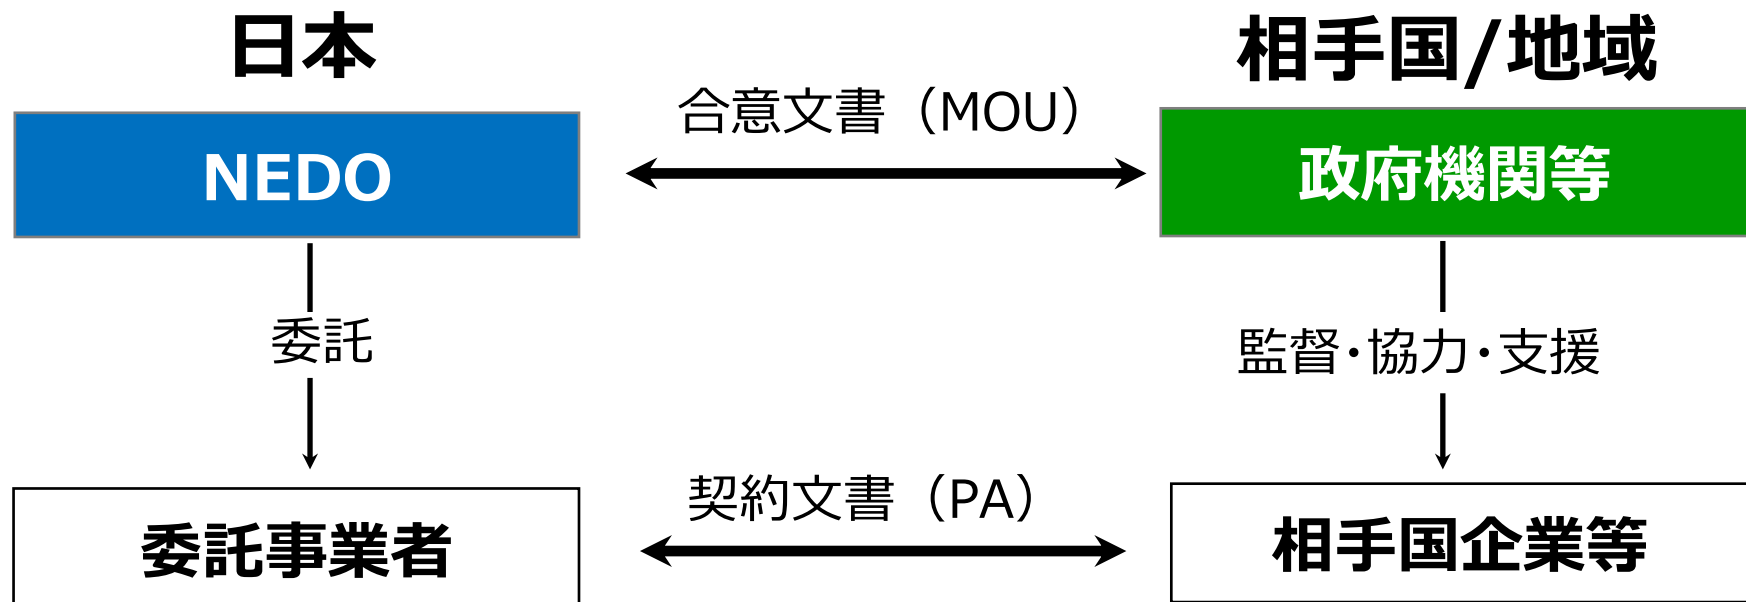 日本
相手国/地域
合意文書（MOU）
NEDO
政府機関等
委託
監督・協力・支援
契約文書（PA）
委託事業者
相手国企業等